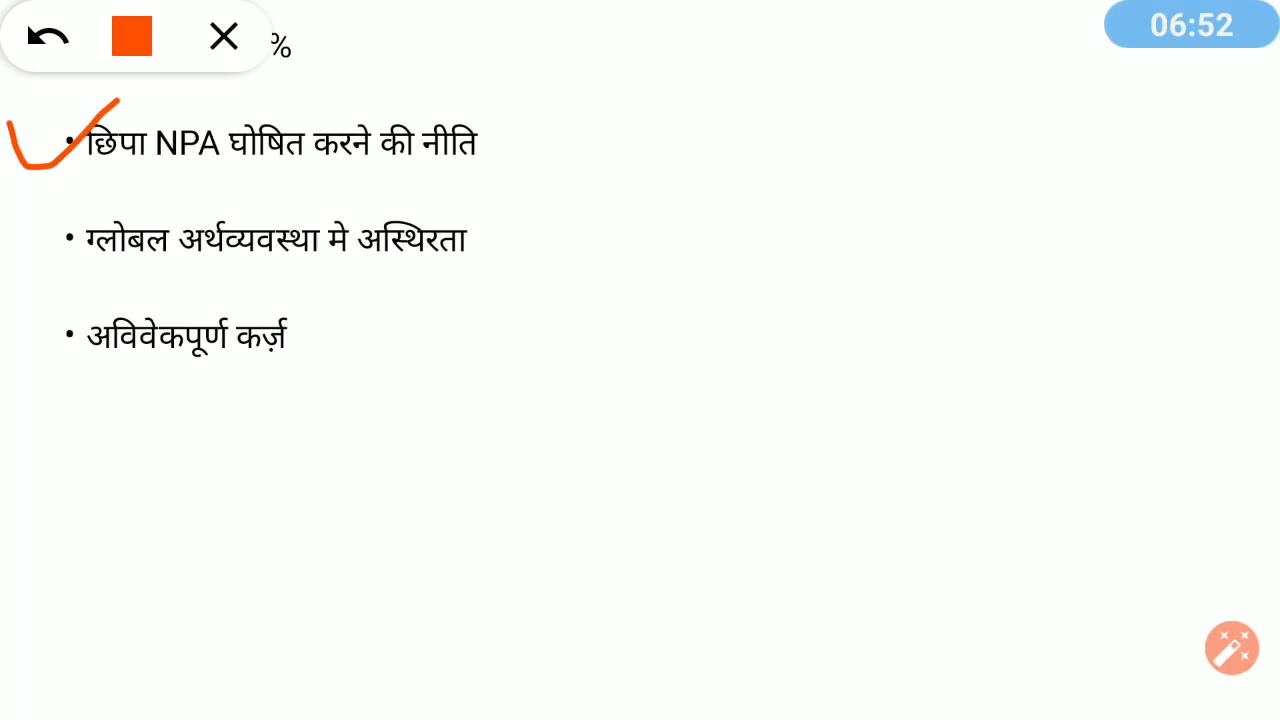 %
06:52
• छिपा NPA घोषित करने की नीति
• ग्लोबल अर्थव्यवस्था मे अस्थिरता
• अविवेकपूर्ण कर्ज़